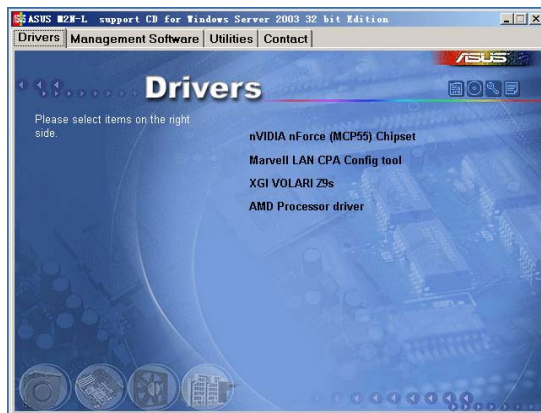 ASUS M2N-L support CD for Windows Server 2003 32 bit Edition
Drivers Management Software Utilities Contact
ASUS
Drivers
Please select items on the right
side.
nVIDIA nForce (MCP55) Chipset
Marvell LAN CPA Config tool
XGI VOLARI Z9s
AMD Processor driver